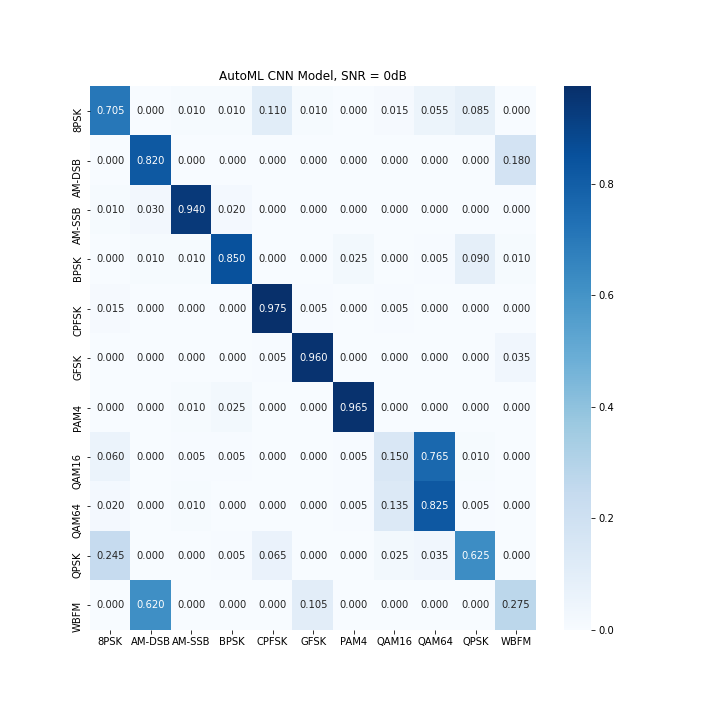 AutoML CNN Model, SNR = 0dB
8PSK 0.705 0.000 0.010 0.010 0.110 0.010 0.000 0.015 0.055 0.085 0.000
AM-DSB 0.000 0.820 0.000 0.000 0.000 0.000 0.000 0.000 0.000 0.000 0.180
AM-SSB 0.010 0.030 0.940 0.020 0.000 0.000 0.000 0.000 0.000 0.000 0.000
BPSK 0.000 0.010 0.010 0.850 0.000 0.000 0.025 0.000 0.005 0.090 0.010
CPFSK 0.015 0.000 0.000 0.000 0.975 0.005 0.000 0.005 0.000 0.000 0.000
GFSK 0.000 0.000 0.000 0.000 0.005 0.960 0.000 0.000 0.000 0.000 0.035
PAM4 0.000 0.000 0.010 0.025 0.000 0.000 0.965 0.000 0.000 0.000 0.000
QAM16 0.060 0.000 0.005 0.005 0.000 0.000 0.005 0.150 0.765 0.010 0.000
QAM64 0.020 0.000 0.010 0.000 0.000 0.000 0.005 0.135 0.825 0.005 0.000
QPSK 0.245 0.000 0.000 0.005 0.065 0.000 0.000 0.025 0.035 0.625 0.000
WBFM 0.000 0.620 0.000 0.000 0.000 0.105 0.000 0.000 0.000 0.000 0.275
8PSK AM-DSB AM-SSB BPSK CPFSK GFSK PAM4 QAM16 QAM64 QPSK WBFM
0.8
0.6
0.4
0.2
0.0